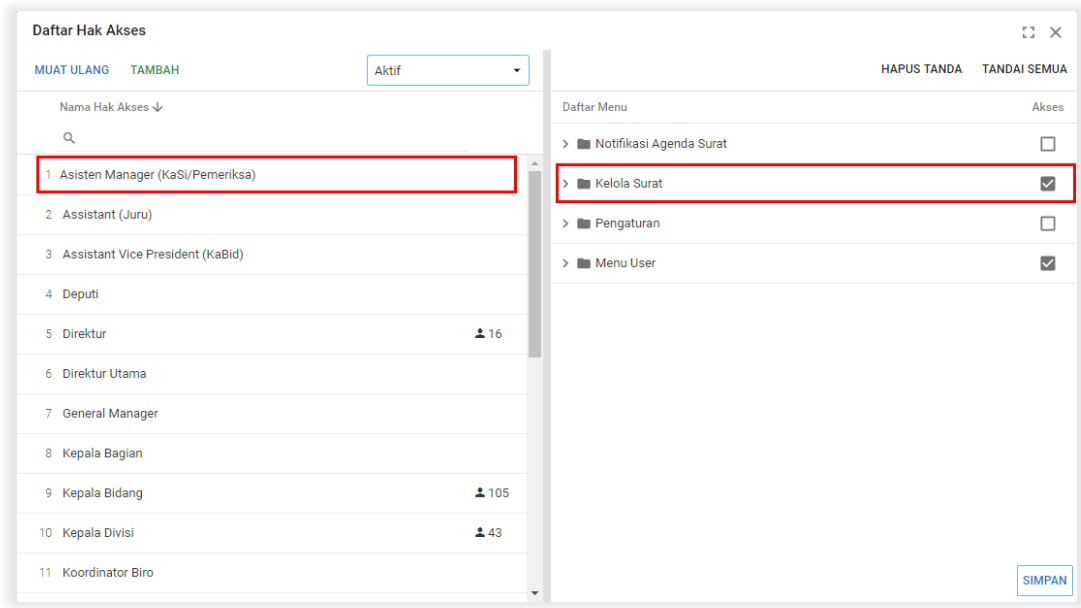 Daftar Hak Akses
MUAT ULANG TAMBAH Aktif
Nama Hak Akses
1 Asisten Manager (KaSi/Pemeriksa)
2 Assistant (Juru)
3 Assistant Vice President (KaBid)
4 Deputi
5 Direktur 16
6 Direktur Utama
7 General Manager
8 Kepala Bagian
9 Kepala Bidang 105
10 Kepala Divisi 43
11 Koordinator Biro
HAPUS TANDA TANDAI SEMUA
Daftar Menu Akses
Notifikasi Agenda Surat
Kelola Surat
Pengaturan
Menu User
SIMPAN